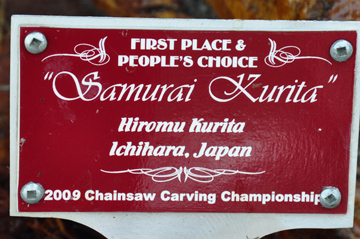 FIRST PLACE &
PEOPLE'S CHOICE
"Samurai Kurita"
Hiromu Kurita
Ichihara, Japan
2009 Chainsaw Carving Championship